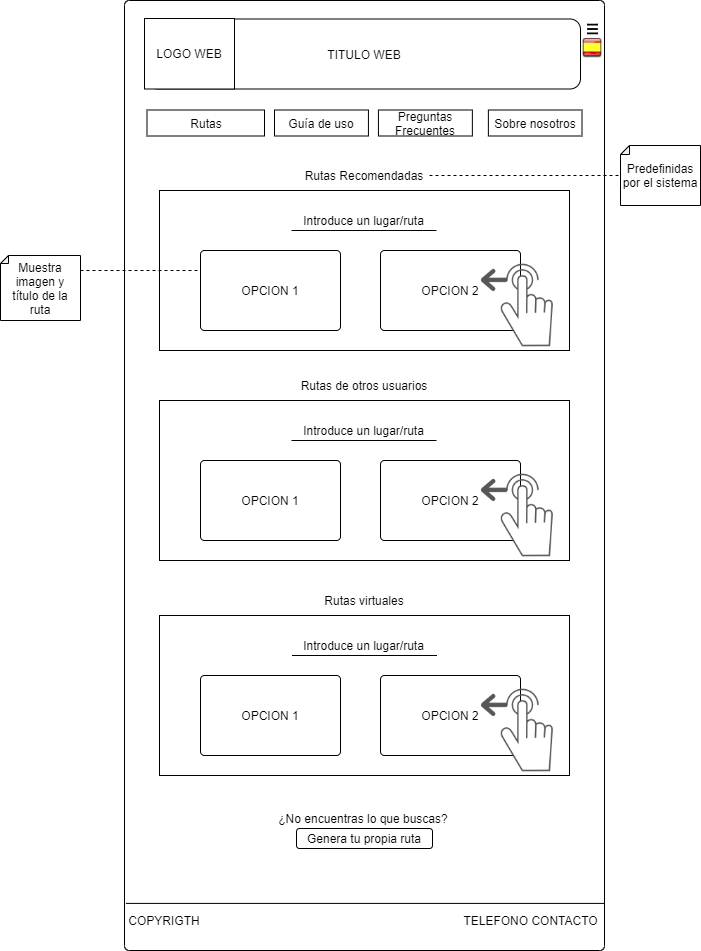 LOGO WEB
TITULO WEB
Rutas
Guía de uso
Preguntas
Frecuentes
Sobre nosotros
Rutas Recomendadas
Predefinidas
por el sistema
Introduce un lugar/ruta
Muestra
imagen y
título de la
ruta
OPCION 1
OPCION 2
Rutas de otros usuarios
Introduce un lugar/ruta
OPCION 1
OPCION 2
Rutas virtuales
Introduce un lugar/ruta
OPCION 1
OPCION 2
¿No encuentras lo que buscas?
Genera tu propia ruta
COPYRIGTH
TELEFONO CONTACTO